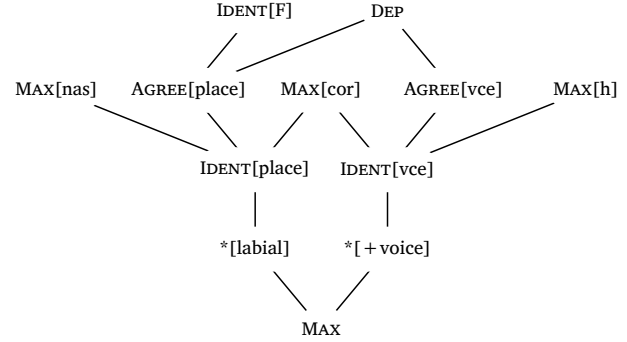 IDENT[F] DEP
MAX[nas] AGREE[place] MAX[cor] AGREE[vce] MAX[h]
IDENT[place] IDENT[vce]
*[labial] *[+voice]
MAX